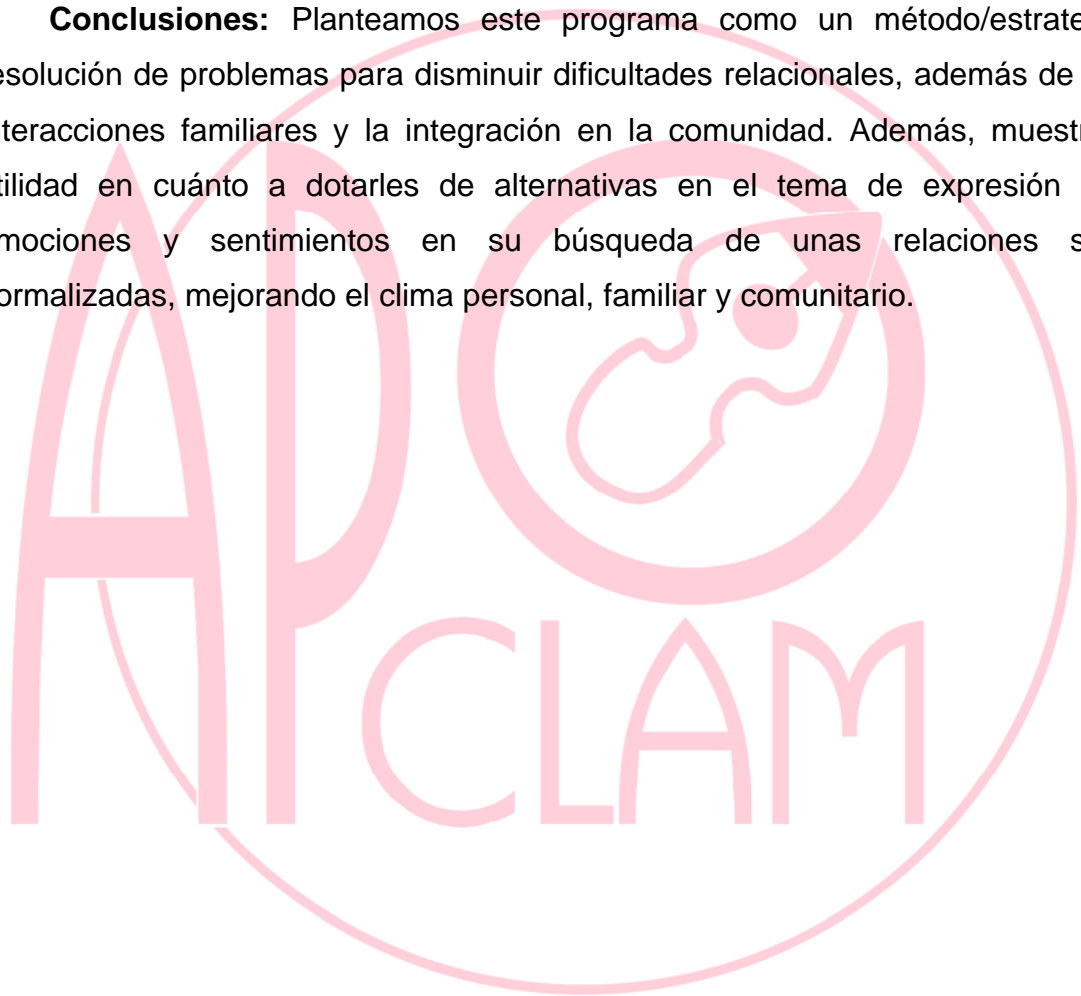 Conclusiones: Planteamos este programa como un método/estrate
esolución de problemas para disminuir dificultades relacionales, además de
nteracciones familiares y la integración en la comunidad. Además, muestr
tilidad en cuánto a dotarles de alternativas en el tema de expresión
mociones y sentimientos en su búsqueda de unas relaciones s
ormalizadas, mejorando el clima personal, familiar y comunitario.
APO
CLAM